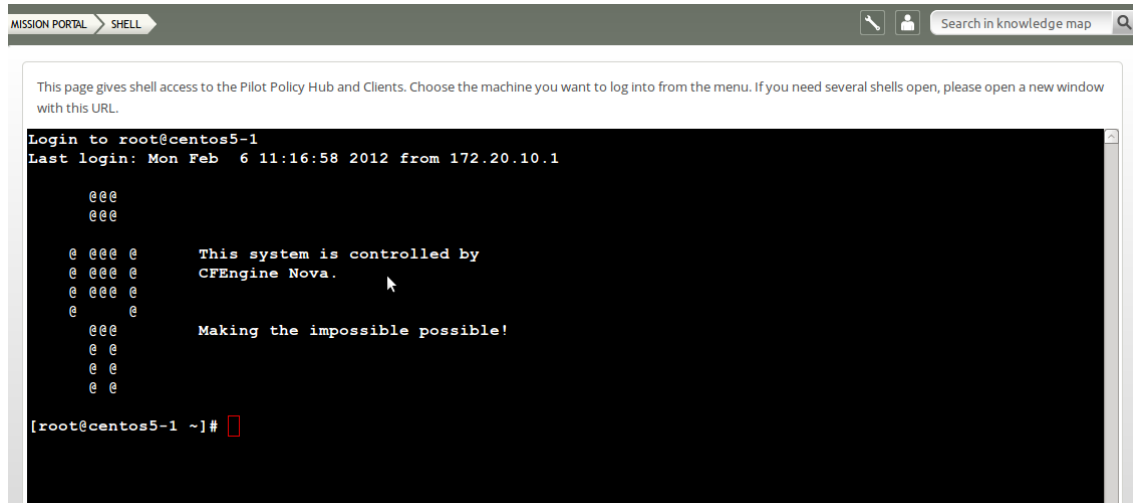 MISSION PORTAL SHELL Search in knowledge map
This page gives shell access to the Pilot Policy Hub and Clients. Choose the machine you want to log into from the menu. If you need several shells open, please open a new window
with this URL.
Login to root@centos5-1
Last login: Mon Feb  6 11:16:58 2012 from 172.20.10.1
@@@
@@@
@ @@@ @ This system is controlled by
@ @@@ @ CFEngine Nova.
@ @@@ @
@     @
@@@ Making the impossible possible!
@ @
@ @
@ @
[root@centos5-1 ~]#